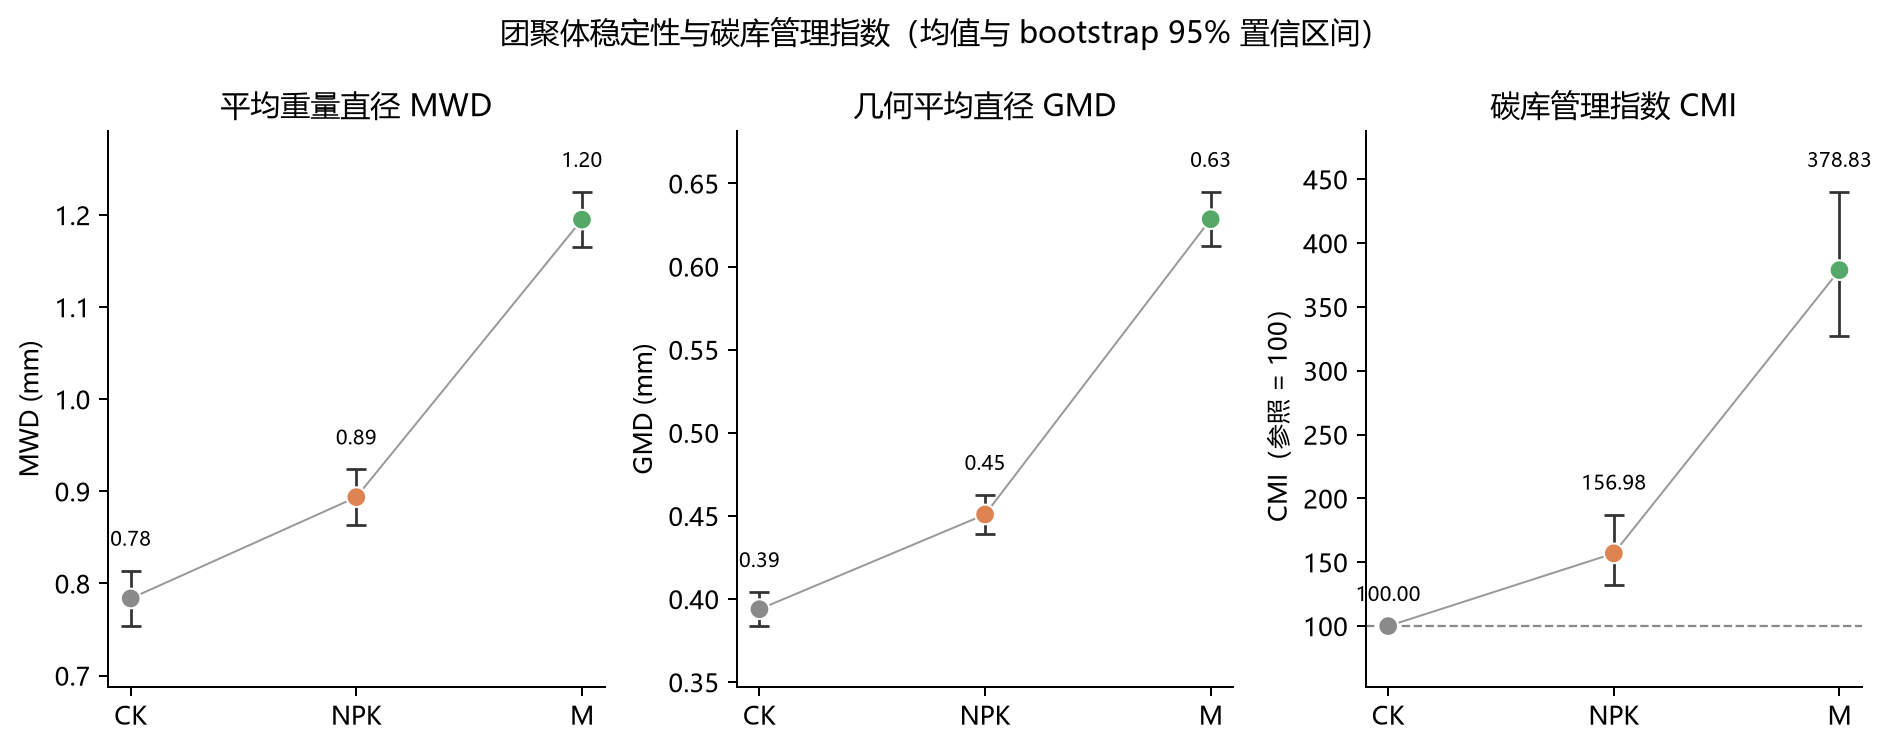 团聚体稳定性与碳库管理指数（均值与 bootstrap 95% 置信区间）
平均重量直径 MWD
MWD (mm)
1.2
1.1
1.0
0.9
0.8
0.7
0.78
0.89
1.20
CK
NPK
M
几何平均直径 GMD
GMD (mm)
0.65
0.60
0.55
0.50
0.45
0.40
0.35
0.39
0.45
0.63
CK
NPK
M
碳库管理指数 CMI
CMI（参照 = 100）
450
400
350
300
250
200
150
100
100.00
156.98
378.83
CK
NPK
M